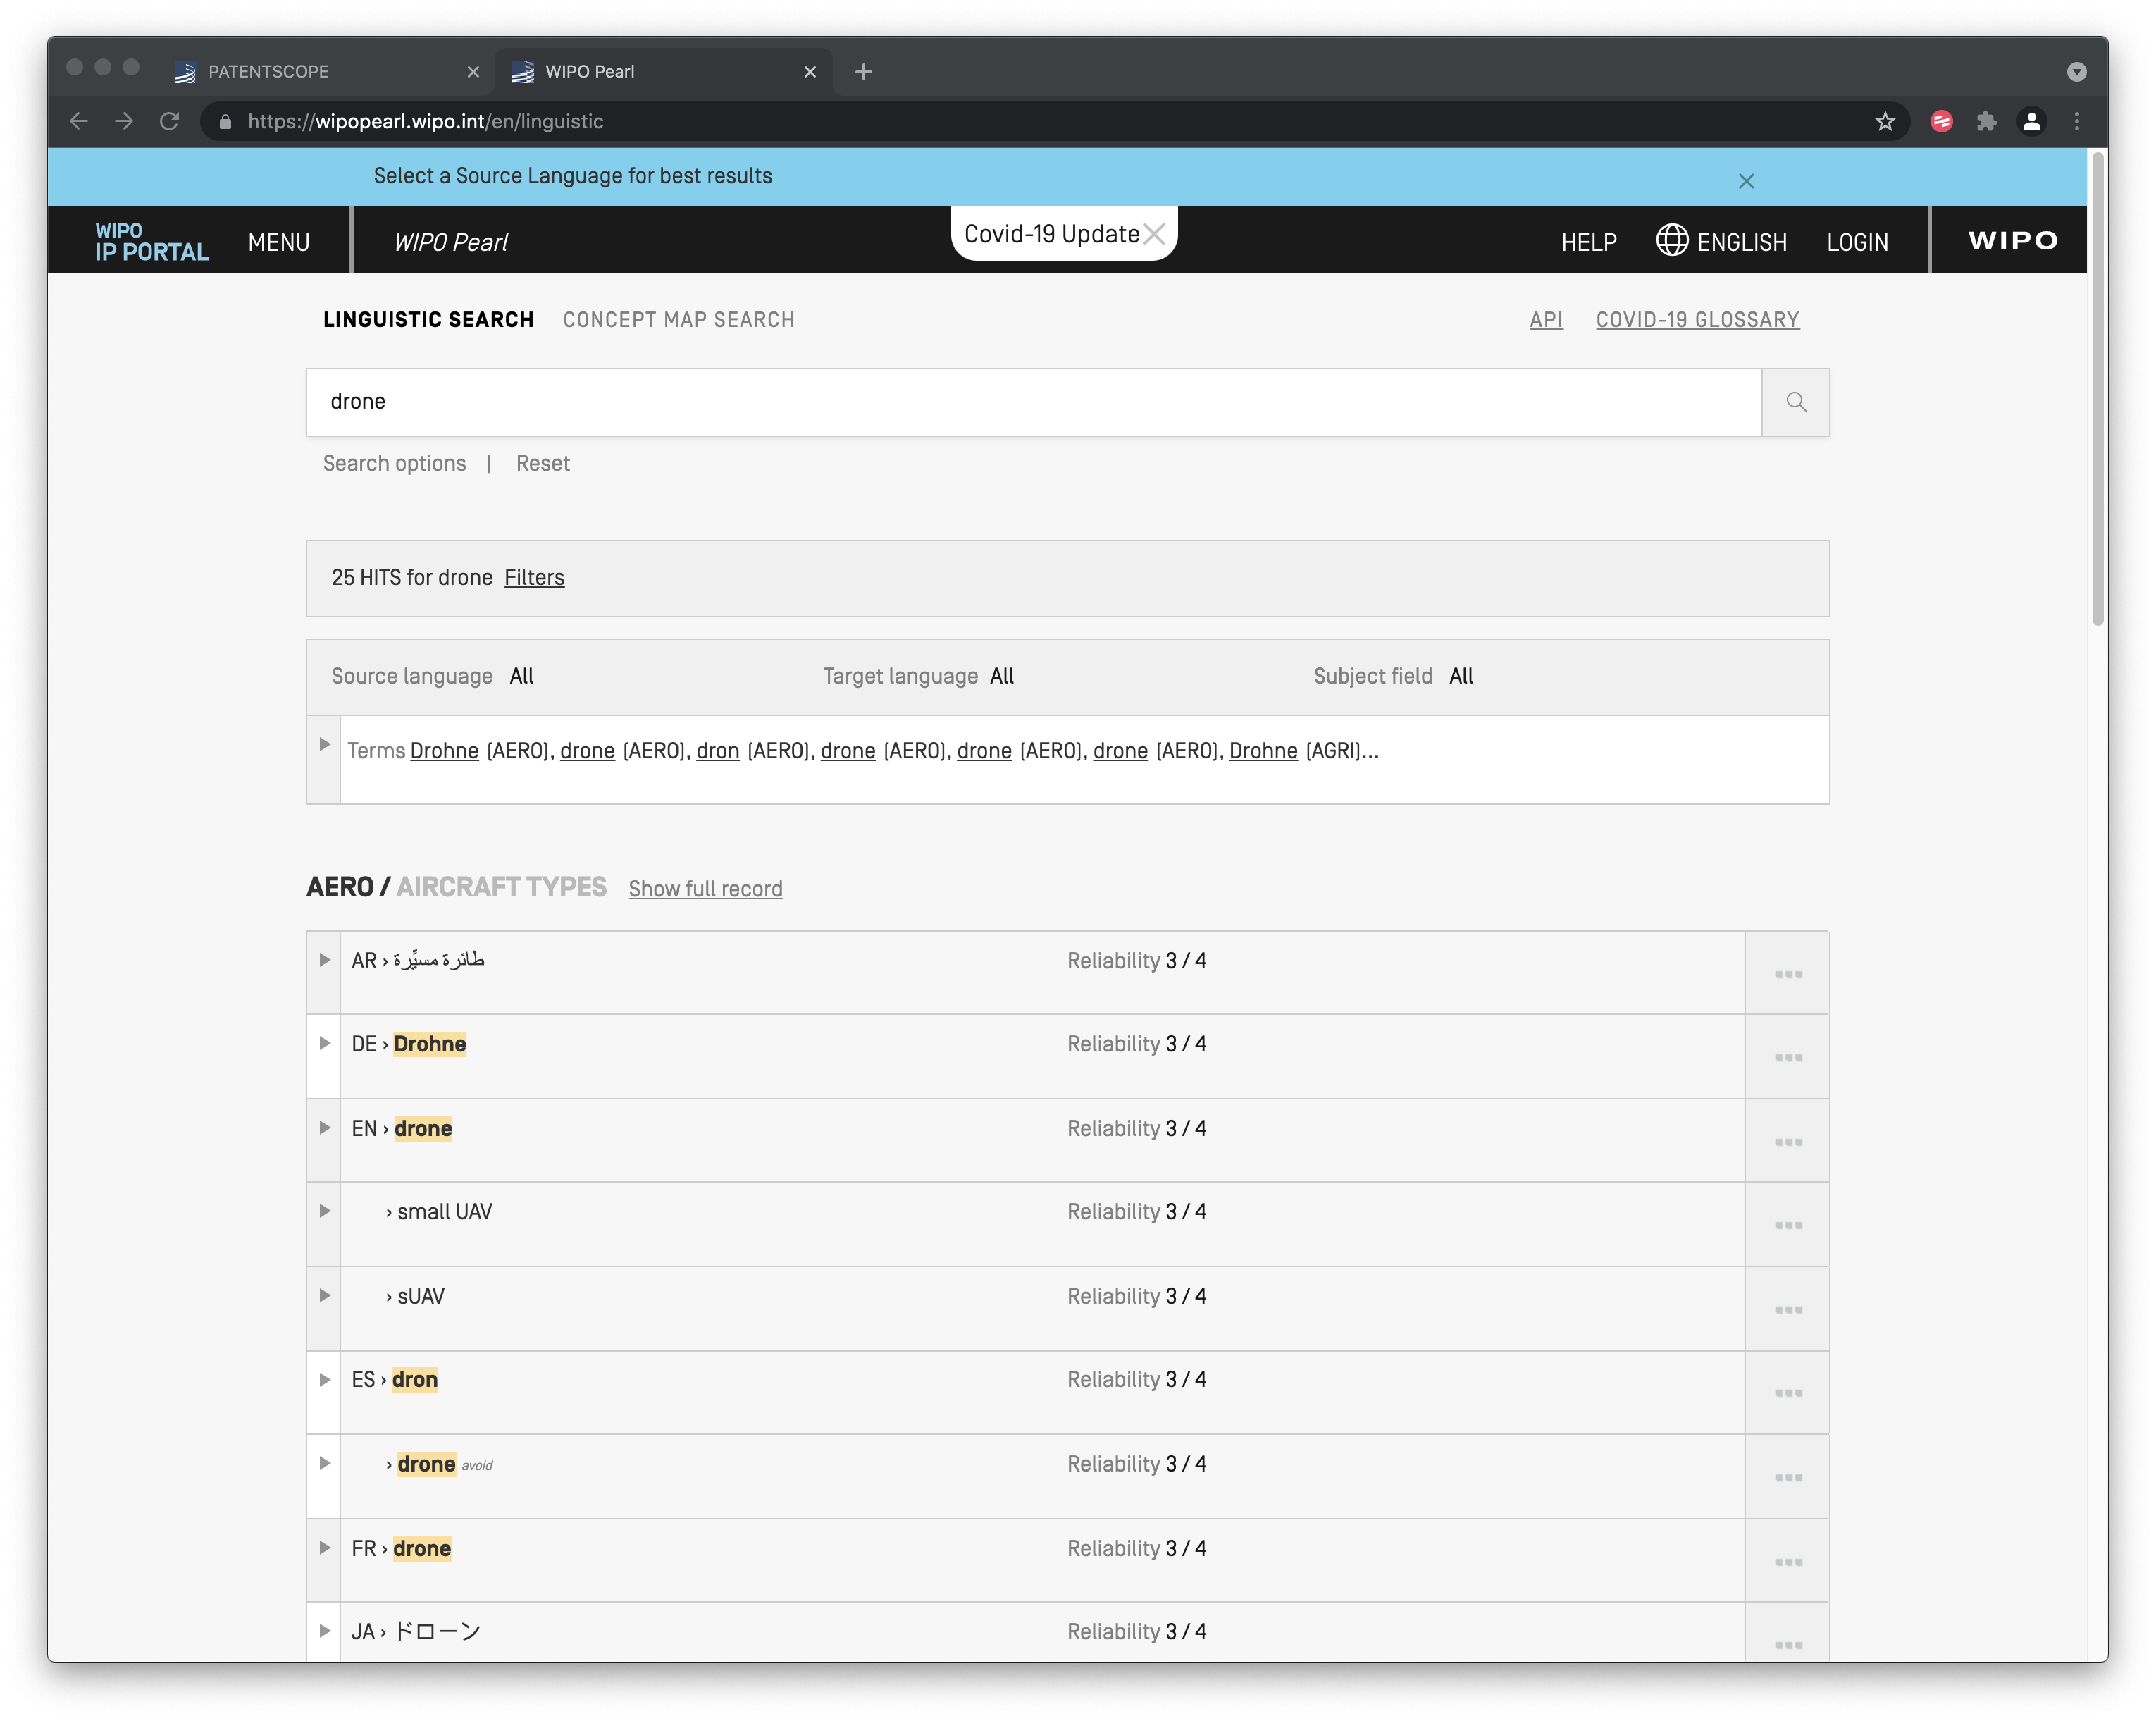 PATENTSCOPE
WIPO Pearl
https://wipopearl.wipo.int/en/linguistic
Select a Source Language for best results
WIPO
IP PORTAL
MENU
WIPO Pearl
Covid-19 Update
HELP
ENGLISH
LOGIN
WIPO
LINGUISTIC SEARCH
CONCEPT MAP SEARCH
API
COVID-19 GLOSSARY
drone
Search options | Reset
25 HITS for drone Filters
Source language All
Target language All
Subject field All
Terms Drohne (AERO), drone (AERO), dron (AERO), drone (AERO), drone (AERO), drone (AERO), Drohne (AGRI)...
AERO / AIRCRAFT TYPES Show full record
AR › طائرة مسيَّرة Reliability 3 / 4
DE › Drohne Reliability 3 / 4
EN › drone Reliability 3 / 4
› small UAV Reliability 3 / 4
› sUAV Reliability 3 / 4
ES › dron Reliability 3 / 4
› drone avoid Reliability 3 / 4
FR › drone Reliability 3 / 4
JA › ドローン Reliability 3 / 4